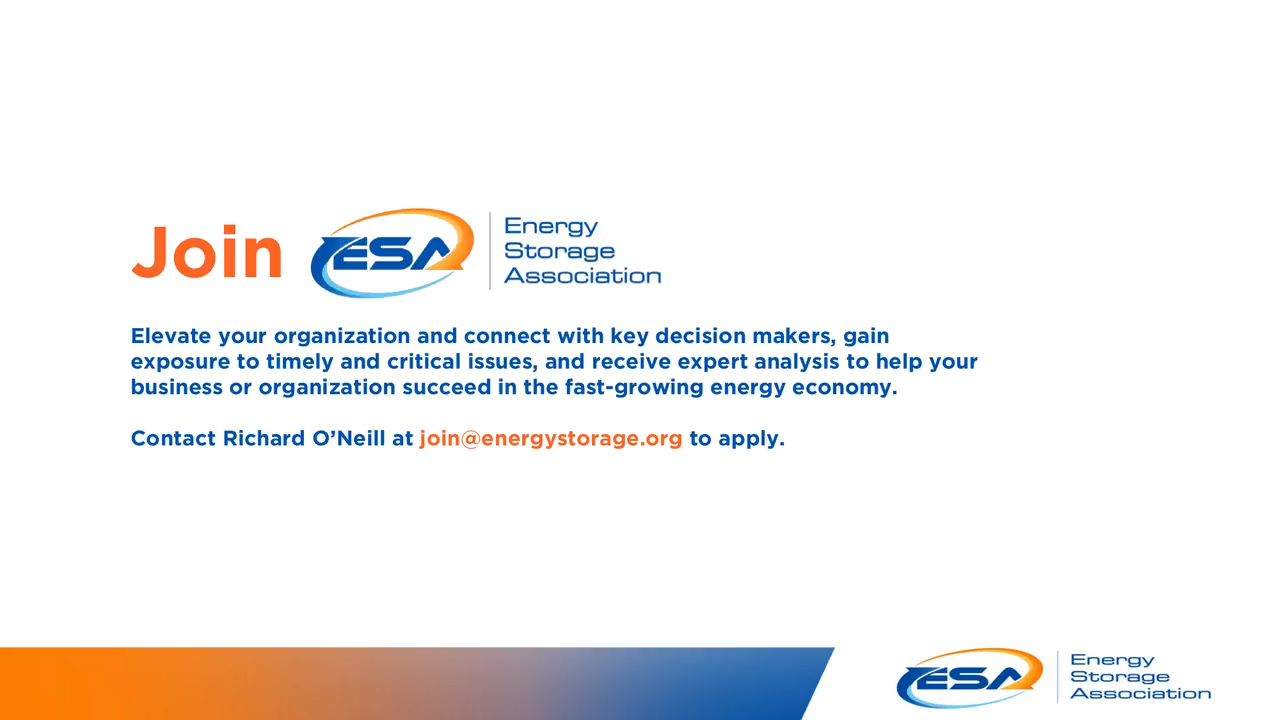 Join ESA Energy
Storage
Association
Elevate your organization and connect with key decision makers, gain
exposure to timely and critical issues, and receive expert analysis to help your
business or organization succeed in the fast-growing energy economy.
Contact Richard O’Neill at join@energystorage.org to apply.
ESA Energy
Storage
Association